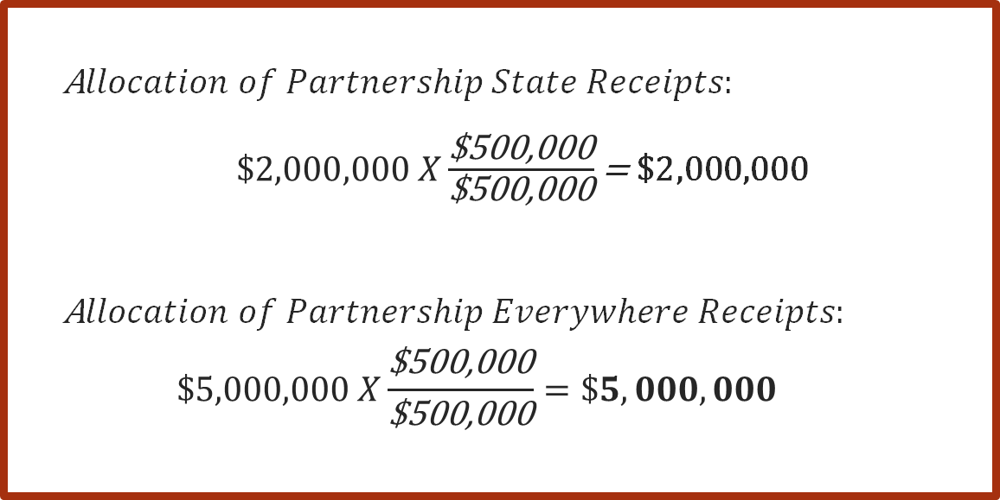 Allocation of Partnership State Receipts:
$2,000,000 X $500,000 / $500,000 = $2,000,000
Allocation of Partnership Everywhere Receipts:
$5,000,000 X $500,000 / $500,000 = $5, 000, 000